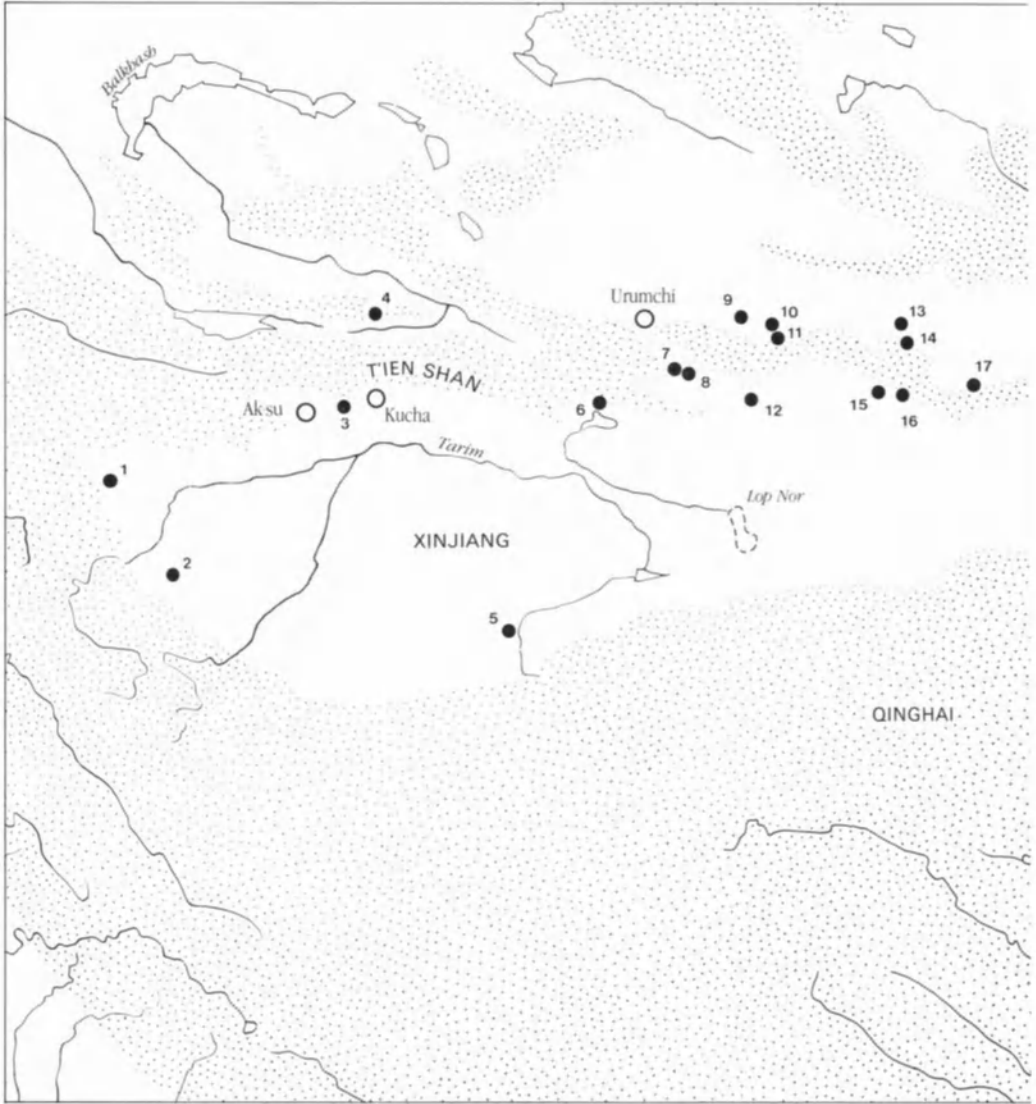 Balkhash
Urumchi
9
10
11
13
14
4
7
8
17
T'IEN SHAN
6
12
15
16
Ak-su
3
Kucha
Tarim
1
Lop Nor
XINJIANG
2
5
QINGHAI